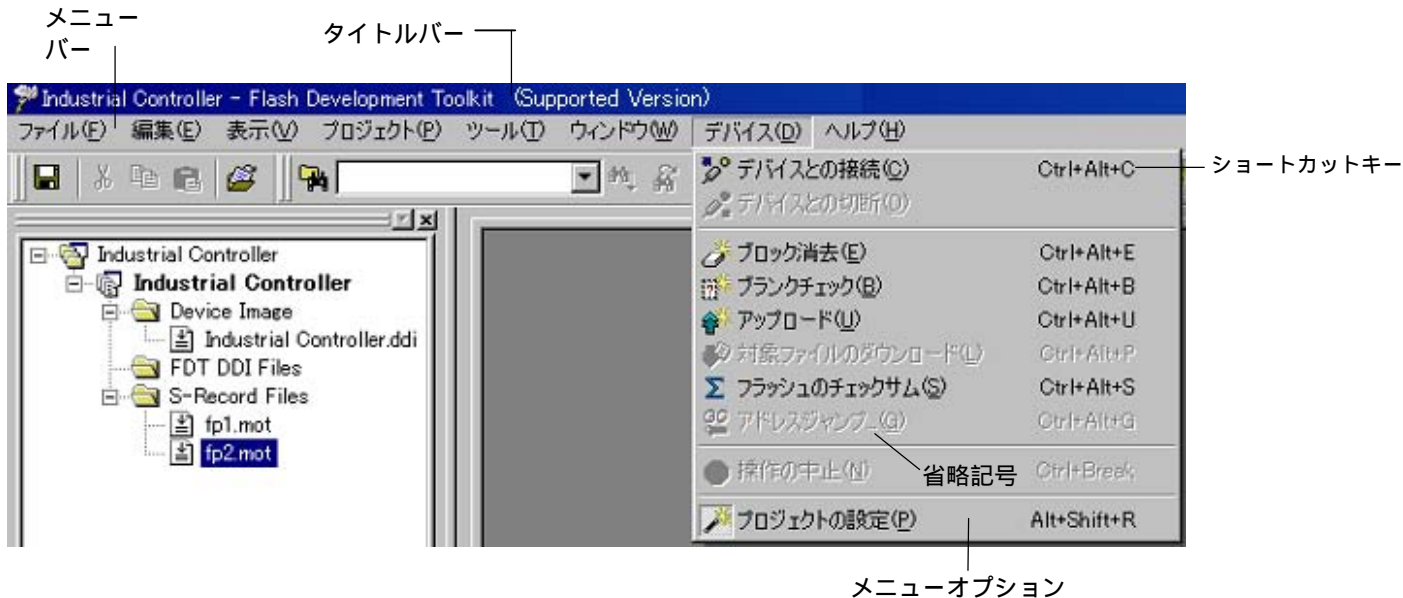 メニュー
バー
タイトルバー
Industrial Controller - Flash Development Toolkit (Supported Version)
ファイル(F) 編集(E) 表示(V) プロジェクト(P) ツール(T) ウィンドウ(W) デバイス(D) ヘルプ(H)
デバイスとの接続(C) Ctrl+Alt+C
ショートカットキー
デバイスとの切断(O)
ブロック消去(E) Ctrl+Alt+E
ブランクチェック(B) Ctrl+Alt+B
アップロード(U) Ctrl+Alt+U
対象ファイルのダウンロード(L) Ctrl+Alt+P
フラッシュのチェックサム(S) Ctrl+Alt+S
アドレスジャンプ...(G) Ctrl+Alt+G
操作の中止(N) Ctrl+Break
省略記号
プロジェクトの設定(P) Alt+Shift+R
メニューオプション
Industrial Controller
Industrial Controller
Device Image
Industrial Controller.ddi
FDT DDI Files
S-Record Files
fp1.mot
fp2.mot